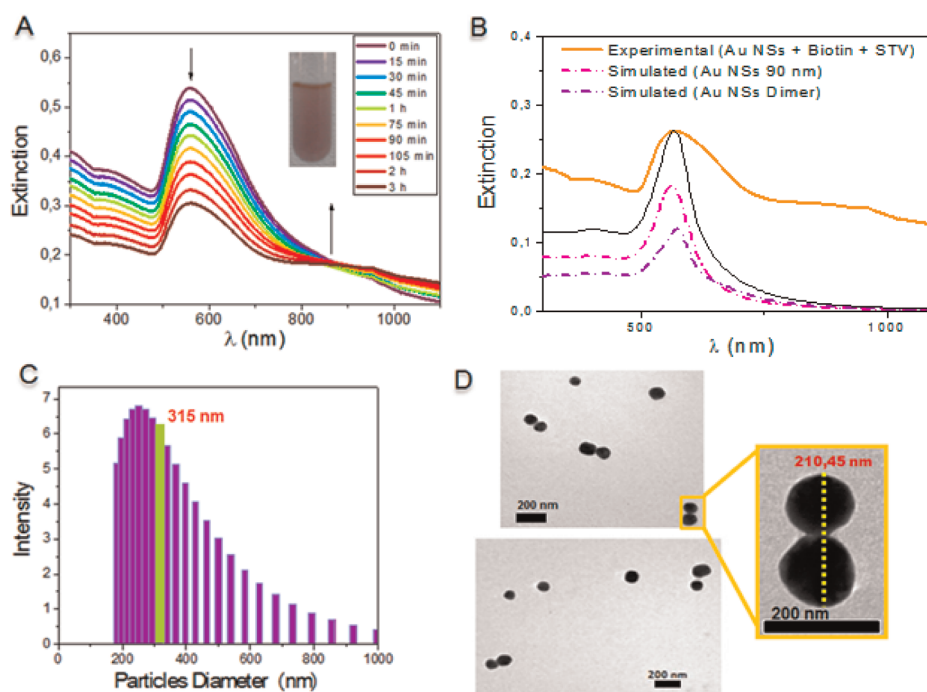 A
0,6
0,5
0,4
0,3
0,2
0,1
Extinction
400 600 800 1000
λ (nm)
0 min
15 min
30 min
45 min
1 h
75 min
90 min
105 min
2 h
3 h
B
0,4
0,3
0,2
0,1
0,0
Extinction
500 1000
λ (nm)
Experimental (Au NSs + Biotin + STV)
Simulated (Au NSs 90 nm)
Simulated (Au NSs Dimer)
C
7
6
5
4
3
2
1
0
Intensity
315 nm
0 200 400 600 800 1000
Particles Diameter (nm)
D
200 nm
200 nm
210,45 nm
200 nm